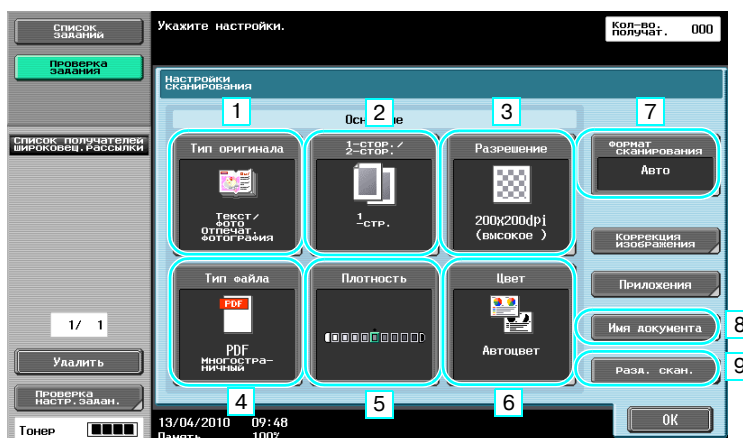 Список
заданий
Укажите настройки.
Кол-во.
получат.
000
Проверка
задания
Настройки
сканирования
1
2
3
7
Список получателей
широковещ.рассылки
Тип оригинала
1-стор./
2-стор.
Разрешение
Формат
сканирования
Авто
Текст/
Фото
Отпечат.
фотография
1
-стр.
200X200dpi
(высокое )
Коррекция
изображения
Тип файла
Плотность
Цвет
Приложения
PDF
1/ 1
Имя документа
8
PDF
Многостра-
ничный
Автоцвет
Удалить
Разд. скан.
9
Проверка
настр.задан.
4
5
6
OK
13/04/2010 09:48
Тонер
Память 100%